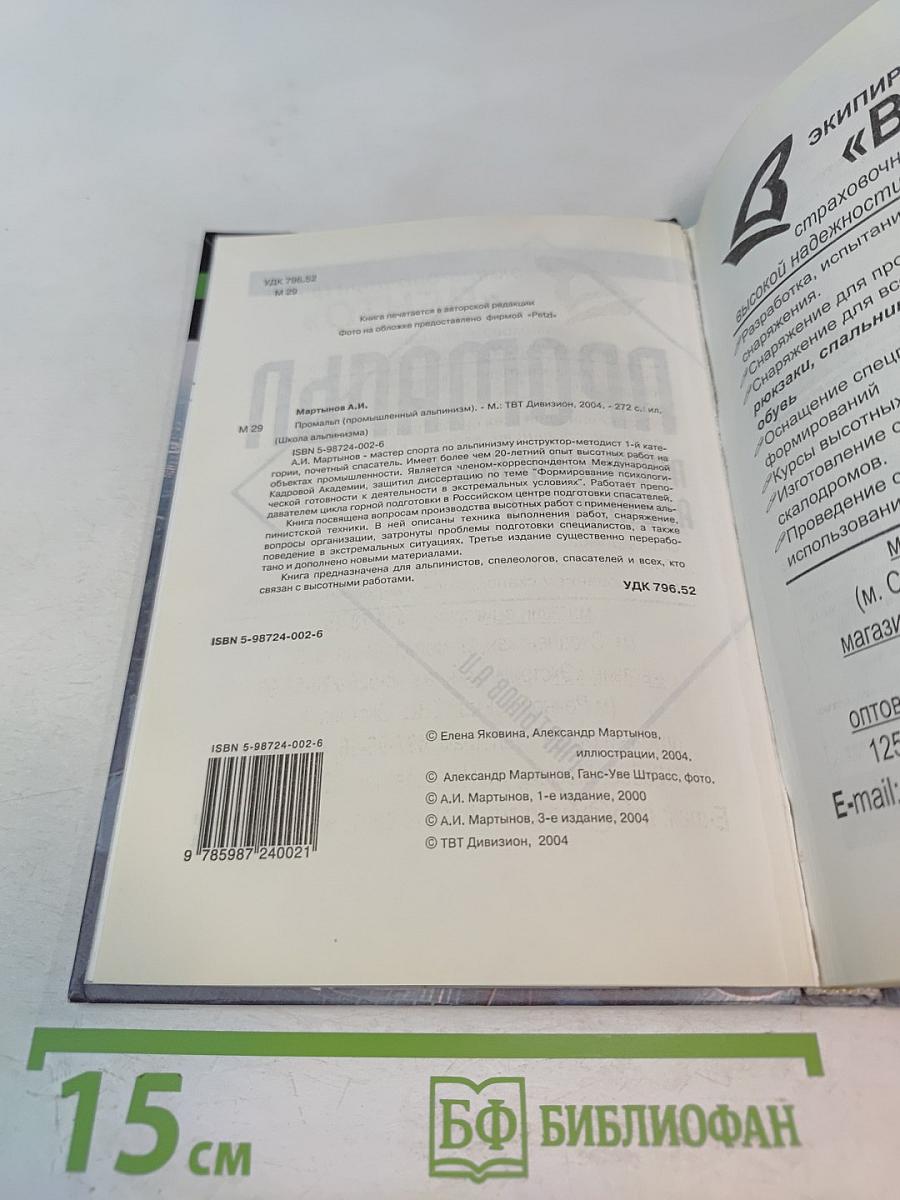 УДК 796.52
М 29
Книга печатается в авторской редакции
Фото на обложке предоставлено фирмой «Petzl»
Мартынов А.И.
М 29
Промальп (промышленный альпинизм). - М.: ТВТ Дивизион, 2004. - 272 с.: ил.
(Школа альпинизма)
ISBN 5-98724-002-6
А.И. Мартынов - мастер спорта по альпинизму инструктор-методист 1-й кате-
гории, почетный спасатель. Имеет более чем 20-летний опыт высотных работ на
объектах промышленности. Является членом-корреспондентом Международной
Кадровой Академии, защитил диссертацию по теме "Формирование психологи-
ческой готовности к деятельности в экстремальных условиях". Работает препо-
давателем цикла горной подготовки в Российском центре подготовки спасателей.
Книга посвящена вопросам производства высотных работ с применением аль-
пинистской техники. В ней описаны техника выполнения работ, снаряжение,
вопросы организации, затронуты проблемы подготовки специалистов, а также
поведение в экстремальных ситуациях. Третье издание существенно перерабо-
тано и дополнено новыми материалами.
Книга предназначена для альпинистов, спелеологов, спасателей и всех, кто
связан с высотными работами.
УДК 796.52
ISBN 5-98724-002-6
ISBN 5-98724-002-6
9 785987 240021
© Елена Яковина, Александр Мартынов,
иллюстрации, 2004.
© Александр Мартынов, Ганс-Уве Штрасс, фото.
© А.И. Мартынов, 1-е издание, 2000
© А.И. Мартынов, 3-е издание, 2004
© ТВТ Дивизион, 2004
ЭКИПИР
«В
страховочн
высокой надежности
Разработка, испытани
снаряжения.
Снаряжение для про
Снаряжение для вс
рюкзаки, спальник
обувь
Оснащение спец
формирований
Курсы высотных
Изготовление с
скалодромов.
Проведение с
использовани
М
(м. С
магази
оптов
125
E-mail:
15 см
БФ БИБЛИОФАН